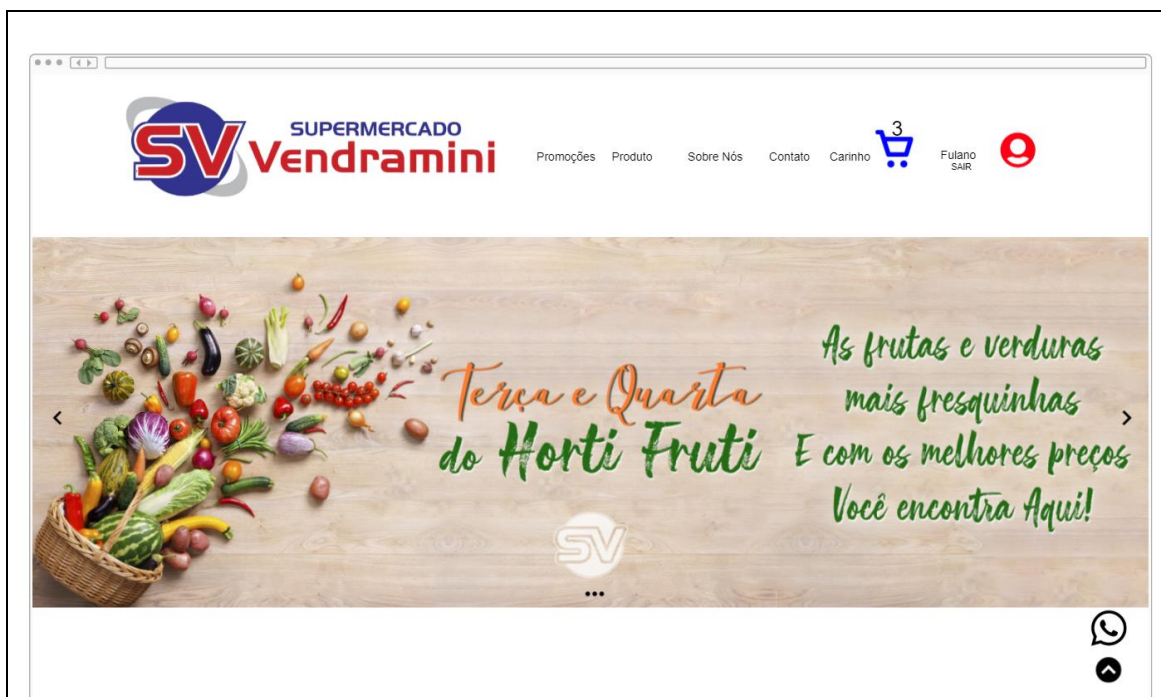 SV
SUPERMERCADO
Vendramini
Promoções Produto Sobre Nós Contato Carinho 3 Fulano
SAIR
Terça e Quarta
do Horti Fruti
As frutas e verduras
mais fresquinhas
E com os melhores preços
Você encontra Aqui!
SV